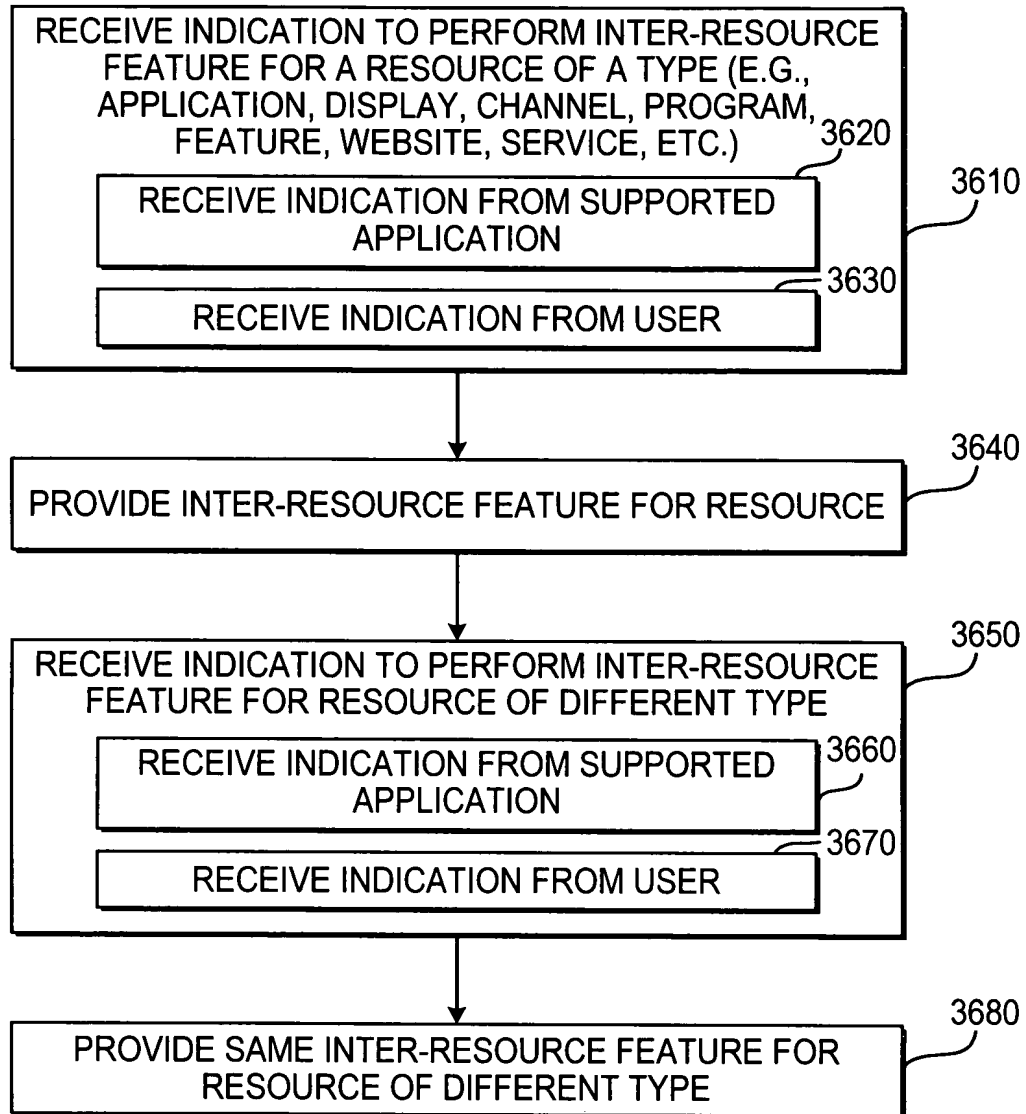 RECEIVE INDICATION TO PERFORM INTER-RESOURCE
FEATURE FOR A RESOURCE OF A TYPE (E.G.,
APPLICATION, DISPLAY, CHANNEL, PROGRAM,
FEATURE, WEBSITE, SERVICE, ETC.)
3620
RECEIVE INDICATION FROM SUPPORTED
APPLICATION
3610
3630
RECEIVE INDICATION FROM USER
3640
PROVIDE INTER-RESOURCE FEATURE FOR RESOURCE
3650
RECEIVE INDICATION TO PERFORM INTER-RESOURCE
FEATURE FOR RESOURCE OF DIFFERENT TYPE
RECEIVE INDICATION FROM SUPPORTED
APPLICATION
3660
3670
RECEIVE INDICATION FROM USER
3680
PROVIDE SAME INTER-RESOURCE FEATURE FOR
RESOURCE OF DIFFERENT TYPE